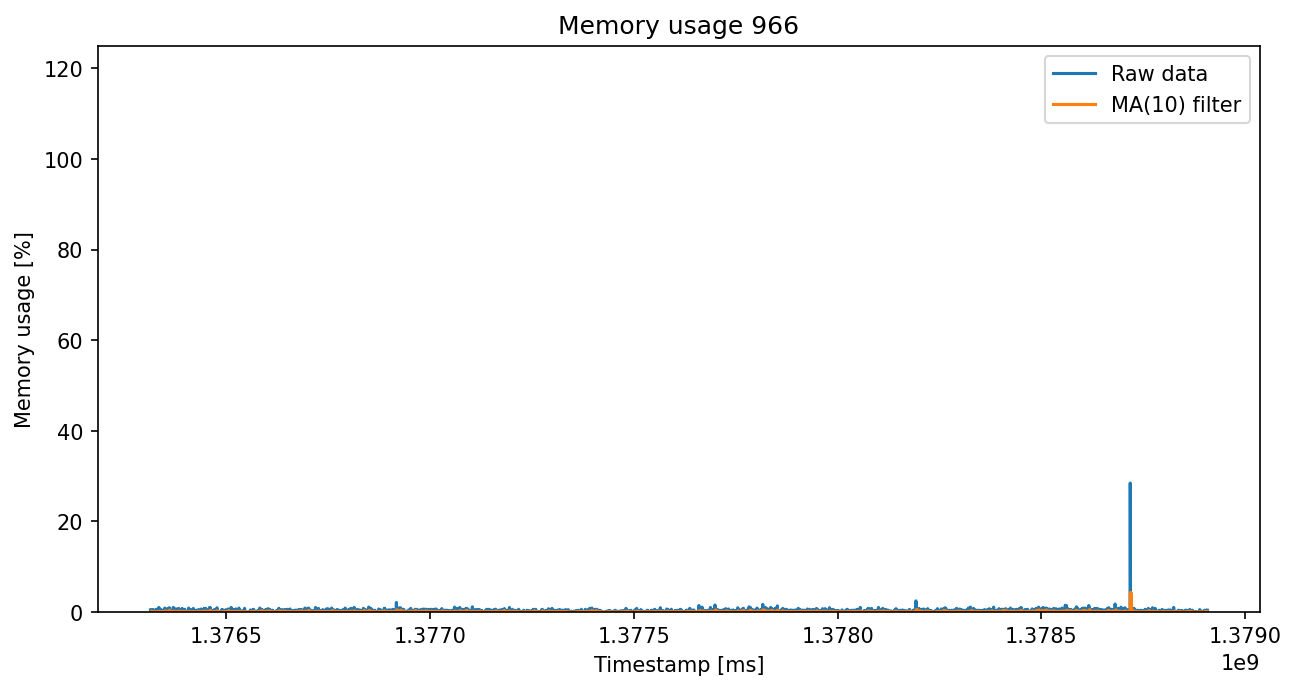 Memory usage 966
Raw data
MA(10) filter
Memory usage [%]
120
100
80
60
40
20
0
1.3765 1.3770 1.3775 1.3780 1.3785 1.3790
1e9
Timestamp [ms]